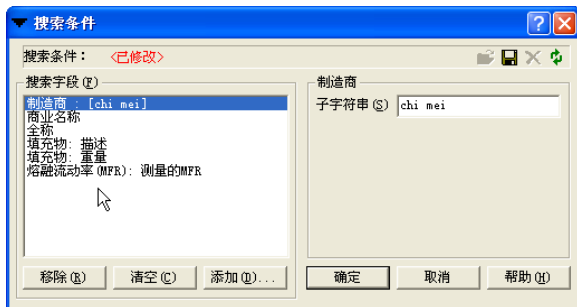 搜索条件
搜索条件： <已修改>
搜索字段(F)
制造商 : [chi mei]
商业名称
全称
填充物: 描述
填充物: 重量
熔融流动率(MFR): 测量的MFR
移除(R) 清空(C) 添加(D)...
制造商
子字符串(S) chi mei
确定 取消 帮助(H)